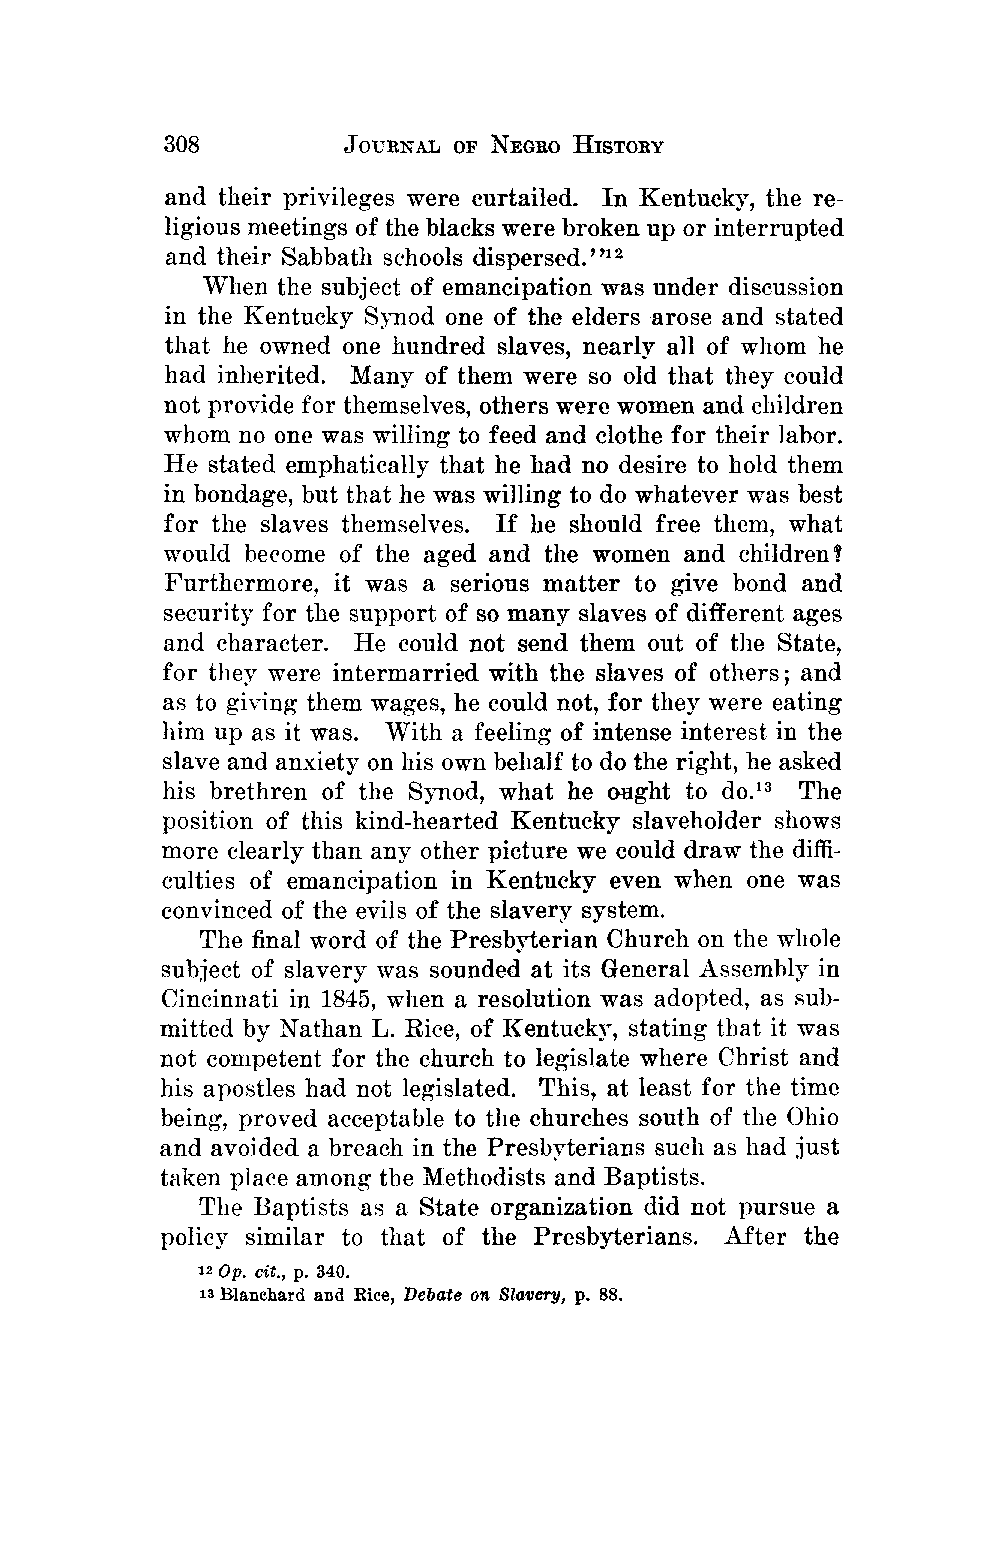 308 JOURNAL OF NEGRO HISTORY
and their privileges were curtailed. In Kentucky, the re-
ligious meetings of the blacks were broken up or interrupted
and their Sabbath schools dispersed.’’¹²
When the subject of emancipation was under discussion
in the Kentucky Synod one of the elders arose and stated
that he owned one hundred slaves, nearly all of whom he
had inherited. Many of them were so old that they could
not provide for themselves, others were women and children
whom no one was willing to feed and clothe for their labor.
He stated emphatically that he had no desire to hold them
in bondage, but that he was willing to do whatever was best
for the slaves themselves. If he should free them, what
would become of the aged and the women and children?
Furthermore, it was a serious matter to give bond and
security for the support of so many slaves of different ages
and character. He could not send them out of the State,
for they were intermarried with the slaves of others; and
as to giving them wages, he could not, for they were eating
him up as it was. With a feeling of intense interest in the
slave and anxiety on his own behalf to do the right, he asked
his brethren of the Synod, what he ought to do.¹³ The
position of this kind-hearted Kentucky slaveholder shows
more clearly than any other picture we could draw the diffi-
culties of emancipation in Kentucky even when one was
convinced of the evils of the slavery system.
The final word of the Presbyterian Church on the whole
subject of slavery was sounded at its General Assembly in
Cincinnati in 1845, when a resolution was adopted, as sub-
mitted by Nathan L. Rice, of Kentucky, stating that it was
not competent for the church to legislate where Christ and
his apostles had not legislated. This, at least for the time
being, proved acceptable to the churches south of the Ohio
and avoided a breach in the Presbyterians such as had just
taken place among the Methodists and Baptists.
The Baptists as a State organization did not pursue a
policy similar to that of the Presbyterians. After the
¹² Op. cit., p. 340.
¹³ Blanchard and Rice, Debate on Slavery, p. 88.